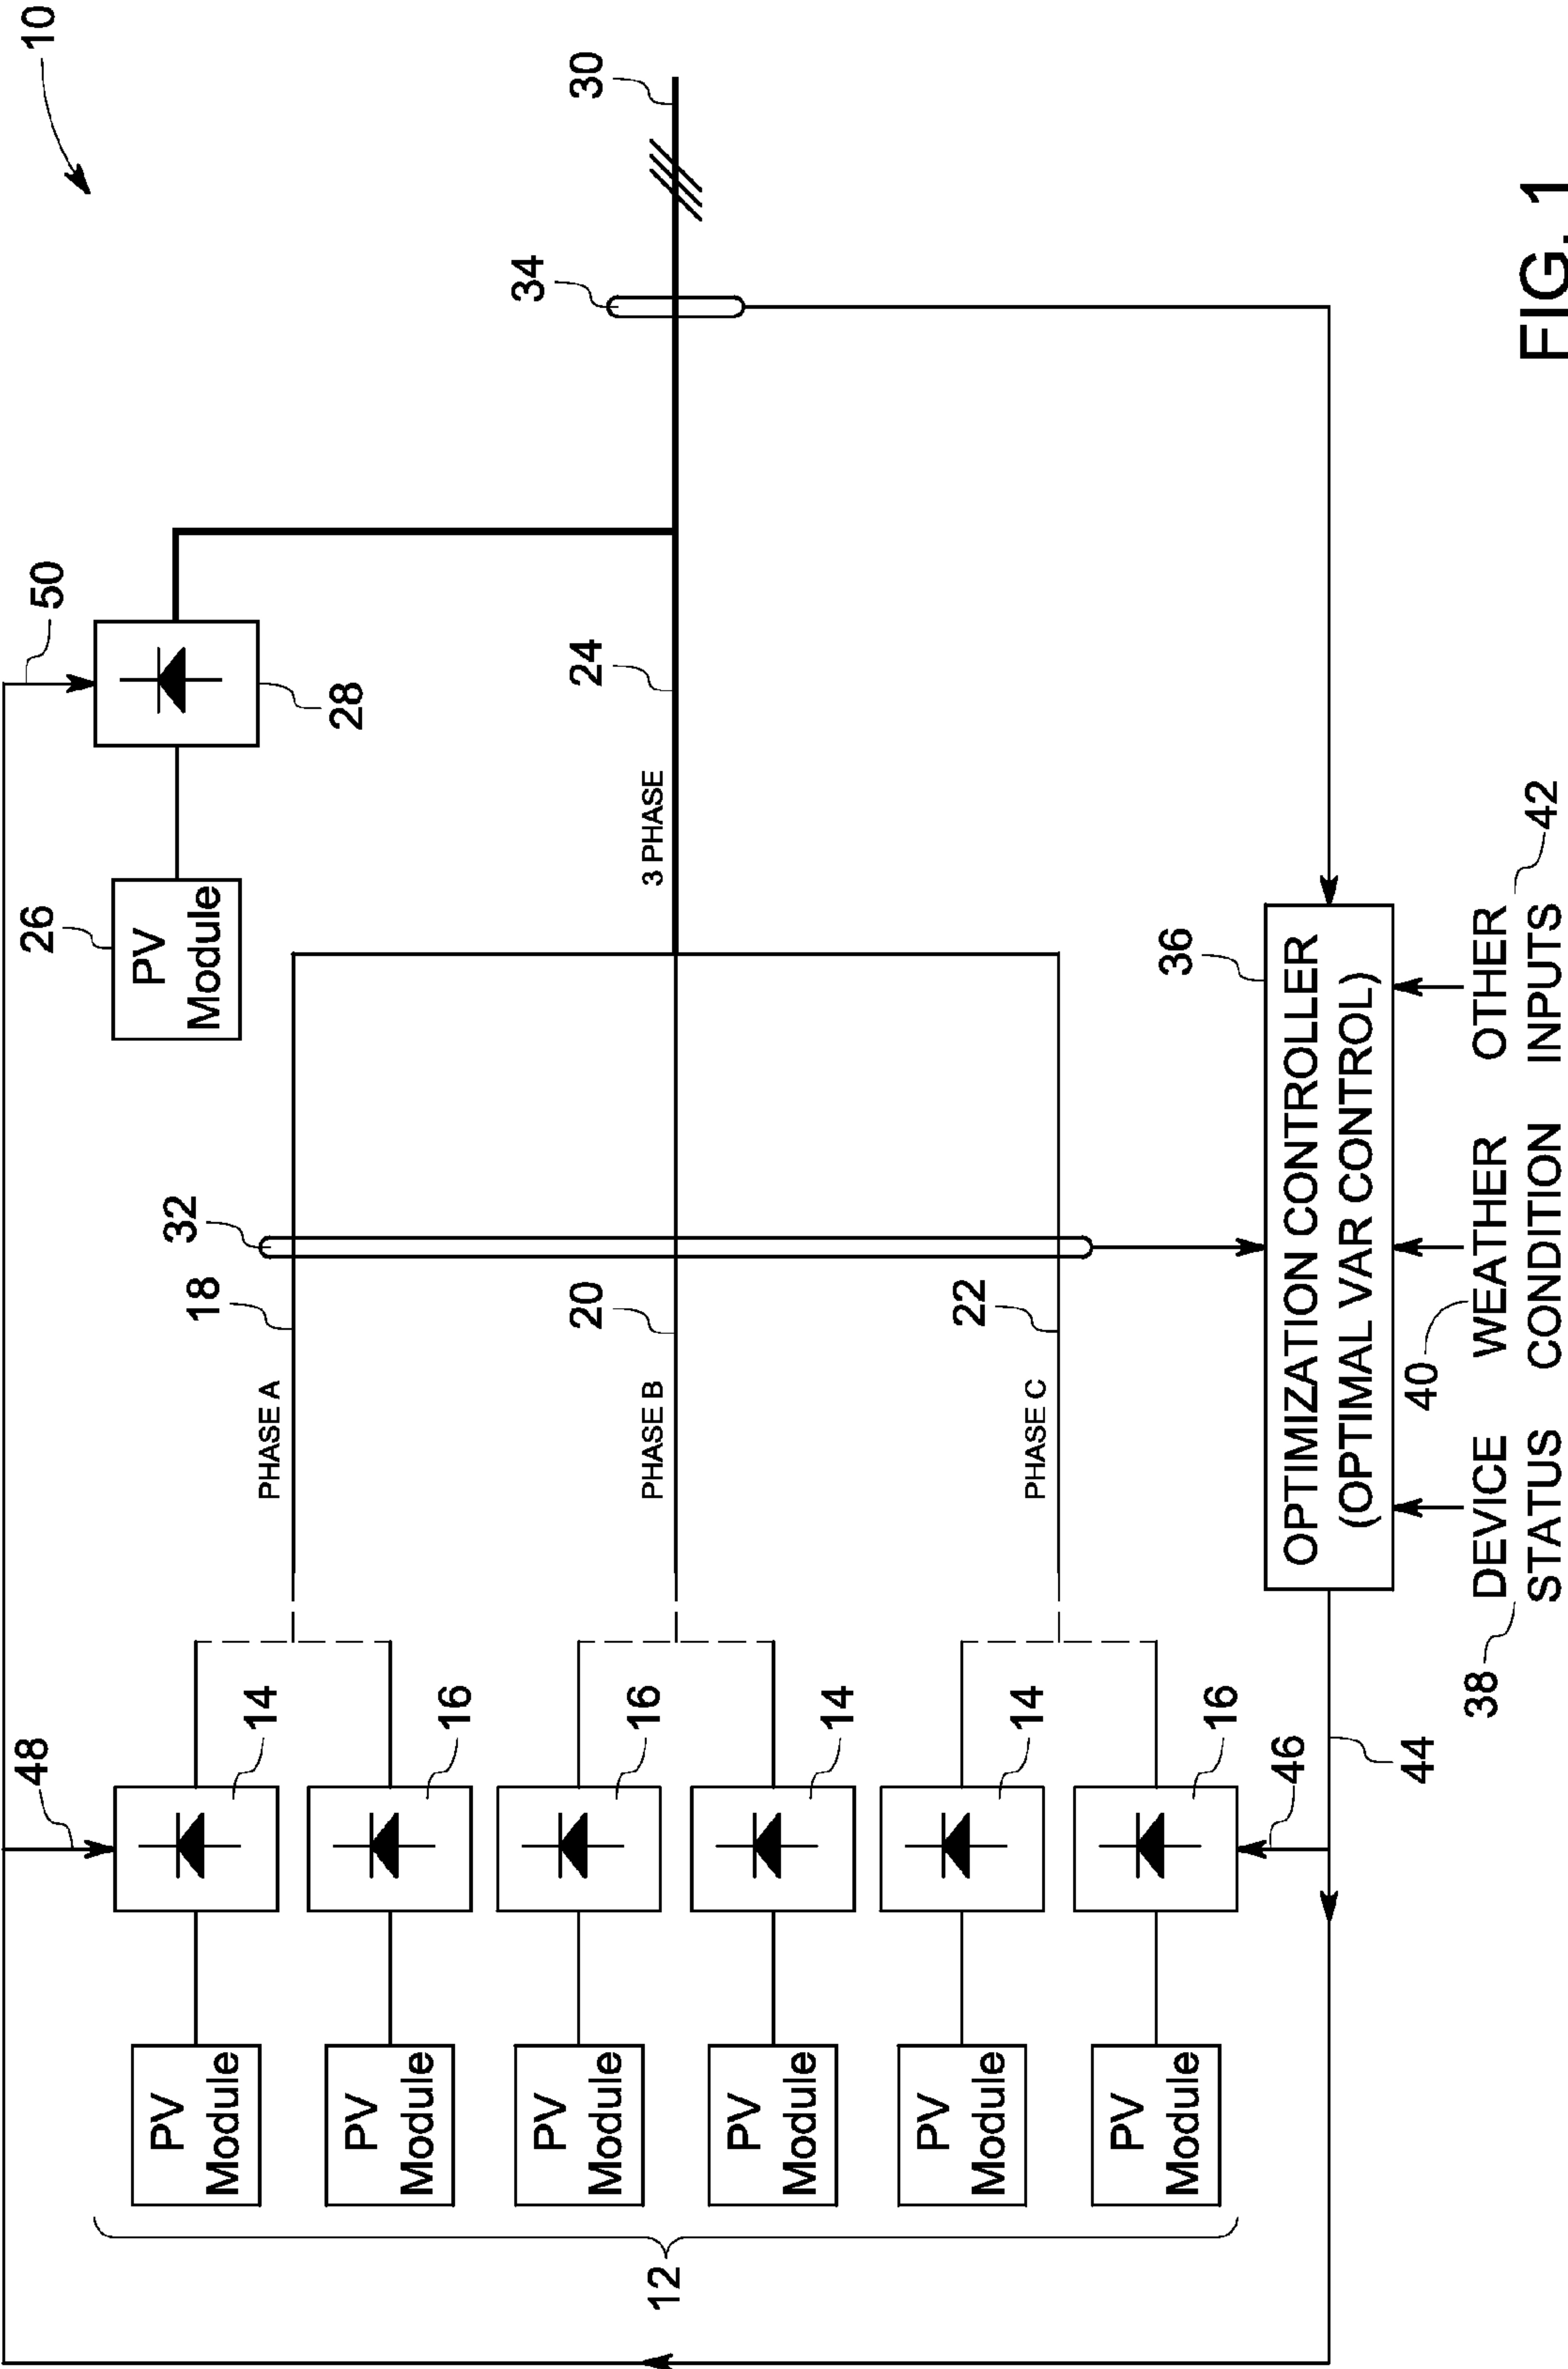 10
50
48
26
PV
Module
28
32
18
PHASE A
14
PV
Module
16
PV
Module
34
30
24
3 PHASE
20
PHASE B
16
PV
Module
14
PV
Module
12
22
PHASE C
14
PV
Module
16
PV
Module
46
44
36
OPTIMIZATION CONTROLLER
(OPTIMAL VAR CONTROL)
38
DEVICE
STATUS
40
WEATHER
CONDITION
OTHER
INPUTS
42
FIG. 1